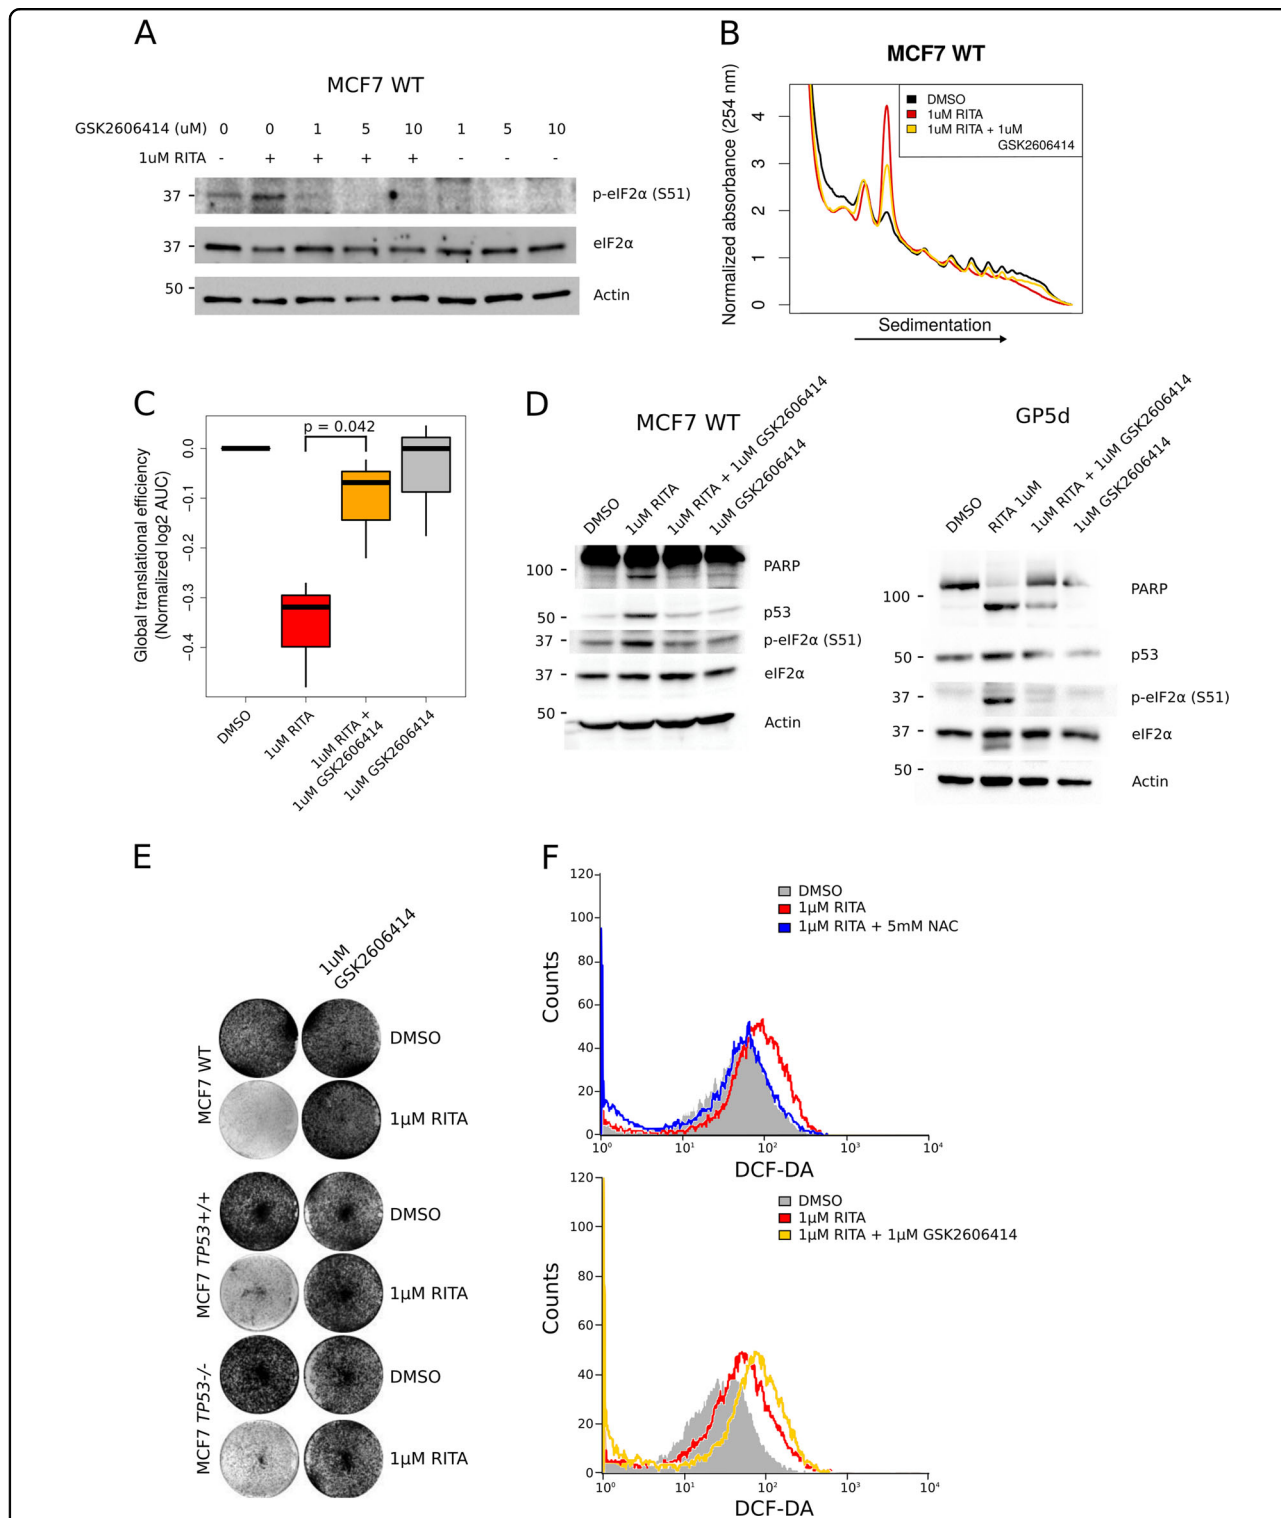 A
MCF7 WT
GSK2606414 (uM) 0 0 1 5 10 1 5 10
1uM RITA - + + + + - - -
37 - p-eIF2α (S51)
37 - eIF2α
50 - Actin
B
MCF7 WT
DMSO
1uM RITA
1uM RITA + 1uM
GSK2606414
Normalized absorbance (254 nm)
4
3
2
1
0
Sedimentation
C
p = 0.042
Global translational efficiency
(Normalized log2 AUC)
0.0
-0.1
-0.2
-0.3
-0.4
DMSO
1uM RITA
1uM RITA +
1uM GSK2606414
1uM GSK2606414
D
MCF7 WT
DMSO
1uM RITA
1uM RITA + 1uM GSK2606414
1uM GSK2606414
100 - PARP
50 - p53
37 - p-eIF2α (S51)
37 - eIF2α
50 - Actin
GP5d
DMSO
RITA 1uM
1uM RITA + 1uM GSK2606414
1uM GSK2606414
100 - PARP
50 - p53
37 - p-eIF2α (S51)
37 - eIF2α
50 - Actin
E
1uM
GSK2606414
MCF7 WT
DMSO
1μM RITA
MCF7 TP53+/+
DMSO
1μM RITA
MCF7 TP53-/-
DMSO
1μM RITA
F
DMSO
1μM RITA
1μM RITA + 5mM NAC
Counts
120
100
80
60
40
20
0
10⁰ 10¹ 10² 10³ 10⁴
DCF-DA
DMSO
1μM RITA
1μM RITA + 1μM GSK2606414
Counts
120
100
80
60
40
20
0
10⁰ 10¹ 10² 10³ 10⁴
DCF-DA